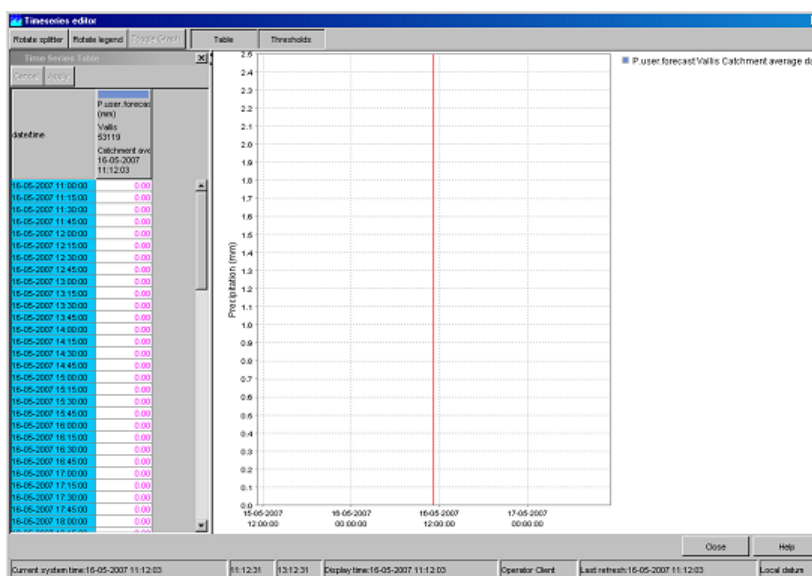 Timeseries editor
Rotate splitter Rotate legend Toggle Graph Table Thresholds
Time Series Table
Cancel Apply
date/time
P.user.forecas
(mm)
Vallis
53119
Catchment ave
16-05-2007
11:12:03
16-05-2007 11:00:00 0.00
16-05-2007 11:15:00 0.00
16-05-2007 11:30:00 0.00
16-05-2007 11:45:00 0.00
16-05-2007 12:00:00 0.00
16-05-2007 12:15:00 0.00
16-05-2007 12:30:00 0.00
16-05-2007 12:45:00 0.00
16-05-2007 13:00:00 0.00
16-05-2007 13:15:00 0.00
16-05-2007 13:30:00 0.00
16-05-2007 13:45:00 0.00
16-05-2007 14:00:00 0.00
16-05-2007 14:15:00 0.00
16-05-2007 14:30:00 0.00
16-05-2007 14:45:00 0.00
16-05-2007 15:00:00 0.00
16-05-2007 15:15:00 0.00
16-05-2007 15:30:00 0.00
16-05-2007 15:45:00 0.00
16-05-2007 16:00:00 0.00
16-05-2007 16:15:00 0.00
16-05-2007 16:30:00 0.00
16-05-2007 16:45:00 0.00
16-05-2007 17:00:00 0.00
16-05-2007 17:15:00 0.00
16-05-2007 17:30:00 0.00
16-05-2007 17:45:00 0.00
16-05-2007 18:00:00 0.00
Precipitation (mm)
2.5
2.4
2.3
2.2
2.1
2.0
1.9
1.8
1.7
1.6
1.5
1.4
1.3
1.2
1.1
1.0
0.9
0.8
0.7
0.6
0.5
0.4
0.3
0.2
0.1
0.0
15-05-2007 16-05-2007 16-05-2007 17-05-2007
12:00:00 00:00:00 12:00:00 00:00:00
P.user.forecast Vallis Catchment average da
Close Help
Current system time:16-05-2007 11:12:03 11:12:31 13:12:31 Display time:16-05-2007 11:12:03 Operator Client Last refresh:16-05-2007 11:12:03 Local datum